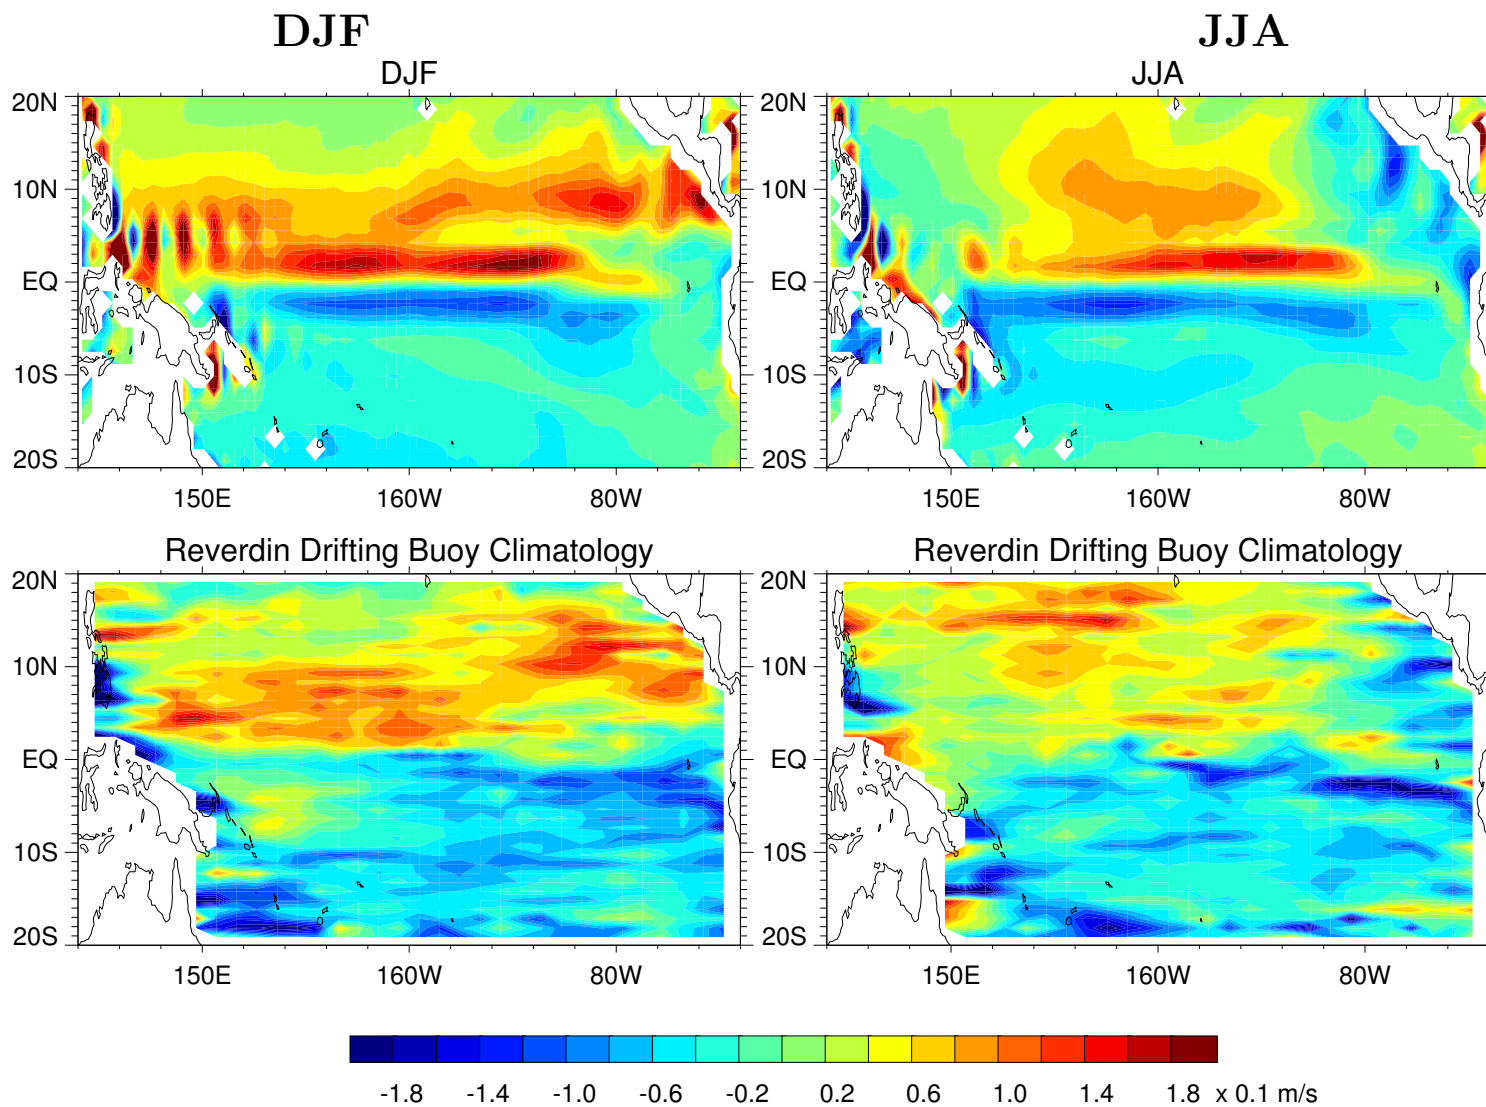 DJF JJA
DJF JJA
20N 20N
10N 10N
EQ EQ
10S 10S
20S 20S
150E 160W 80W 150E 160W 80W
Reverdin Drifting Buoy Climatology Reverdin Drifting Buoy Climatology
20N 20N
10N 10N
EQ EQ
10S 10S
20S 20S
150E 160W 80W 150E 160W 80W
-1.8 -1.4 -1.0 -0.6 -0.2 0.2 0.6 1.0 1.4 1.8 x 0.1 m/s